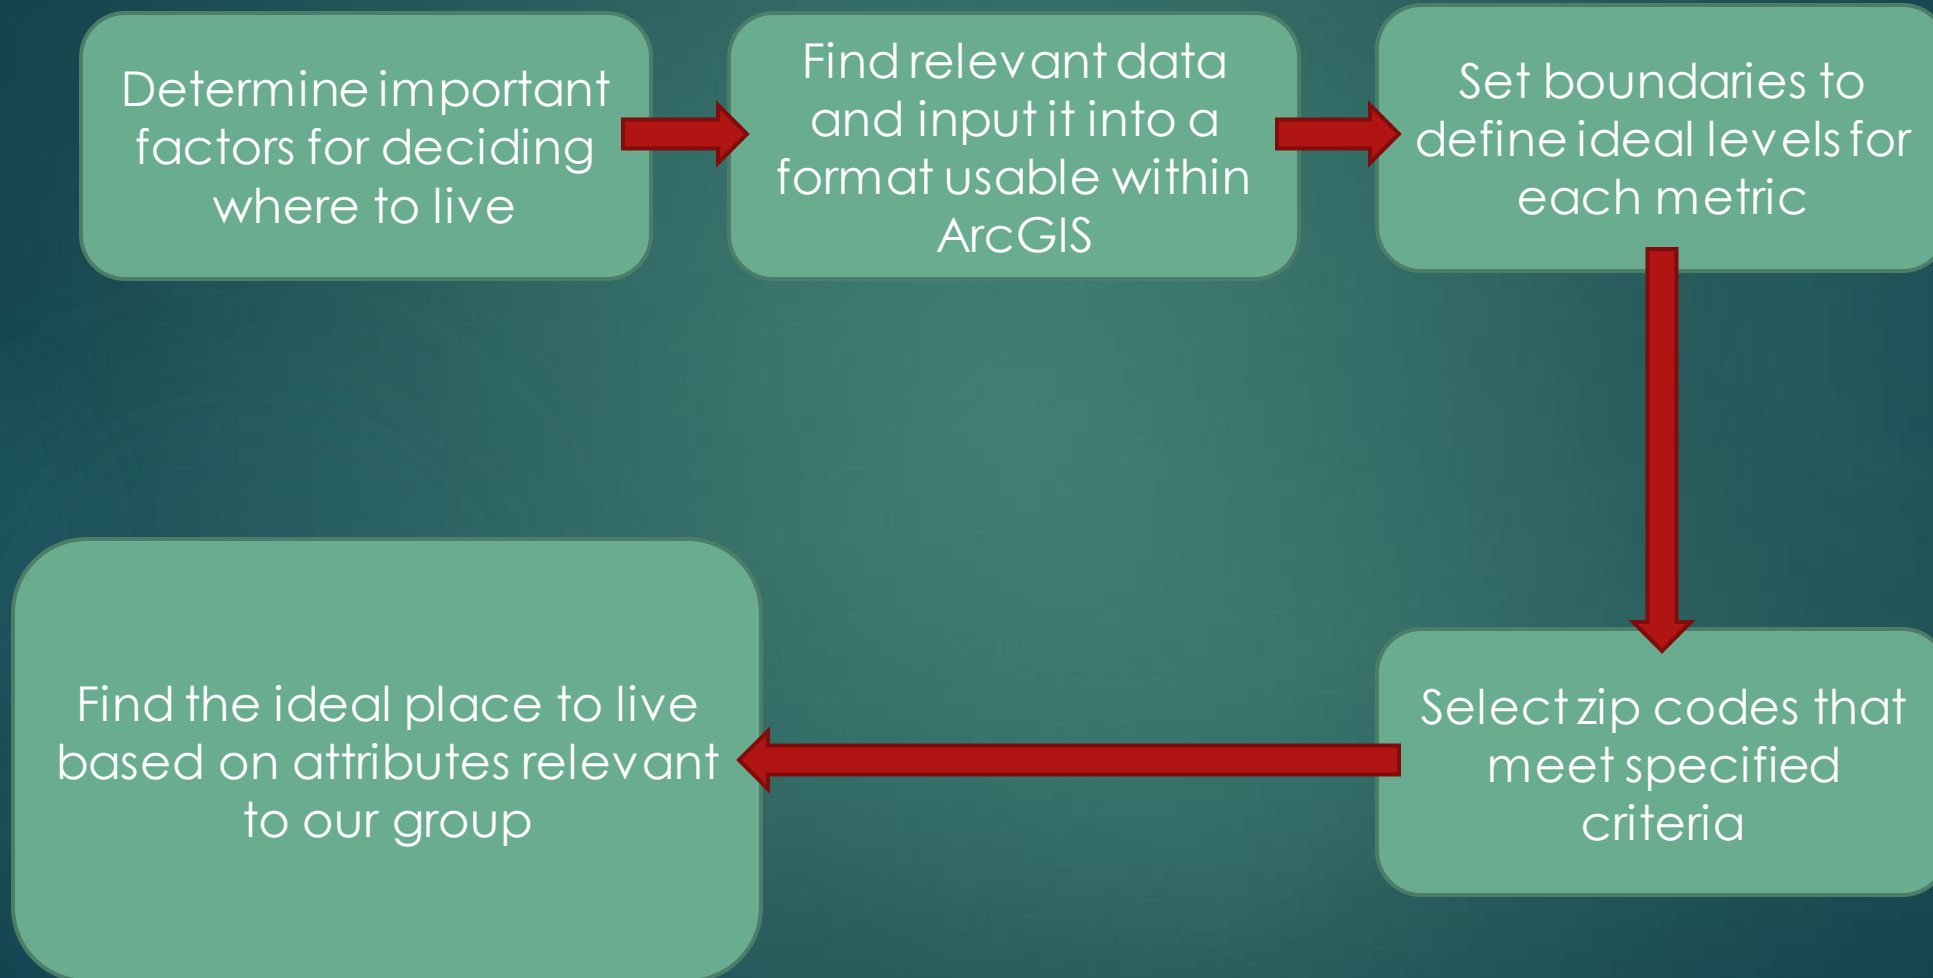 Determine important
factors for deciding
where to live
Find relevant data
and input it into a
format usable within
ArcGIS
Set boundaries to
define ideal levels for
each metric
Select zip codes that
meet specified
criteria
Find the ideal place to live
based on attributes relevant
to our group